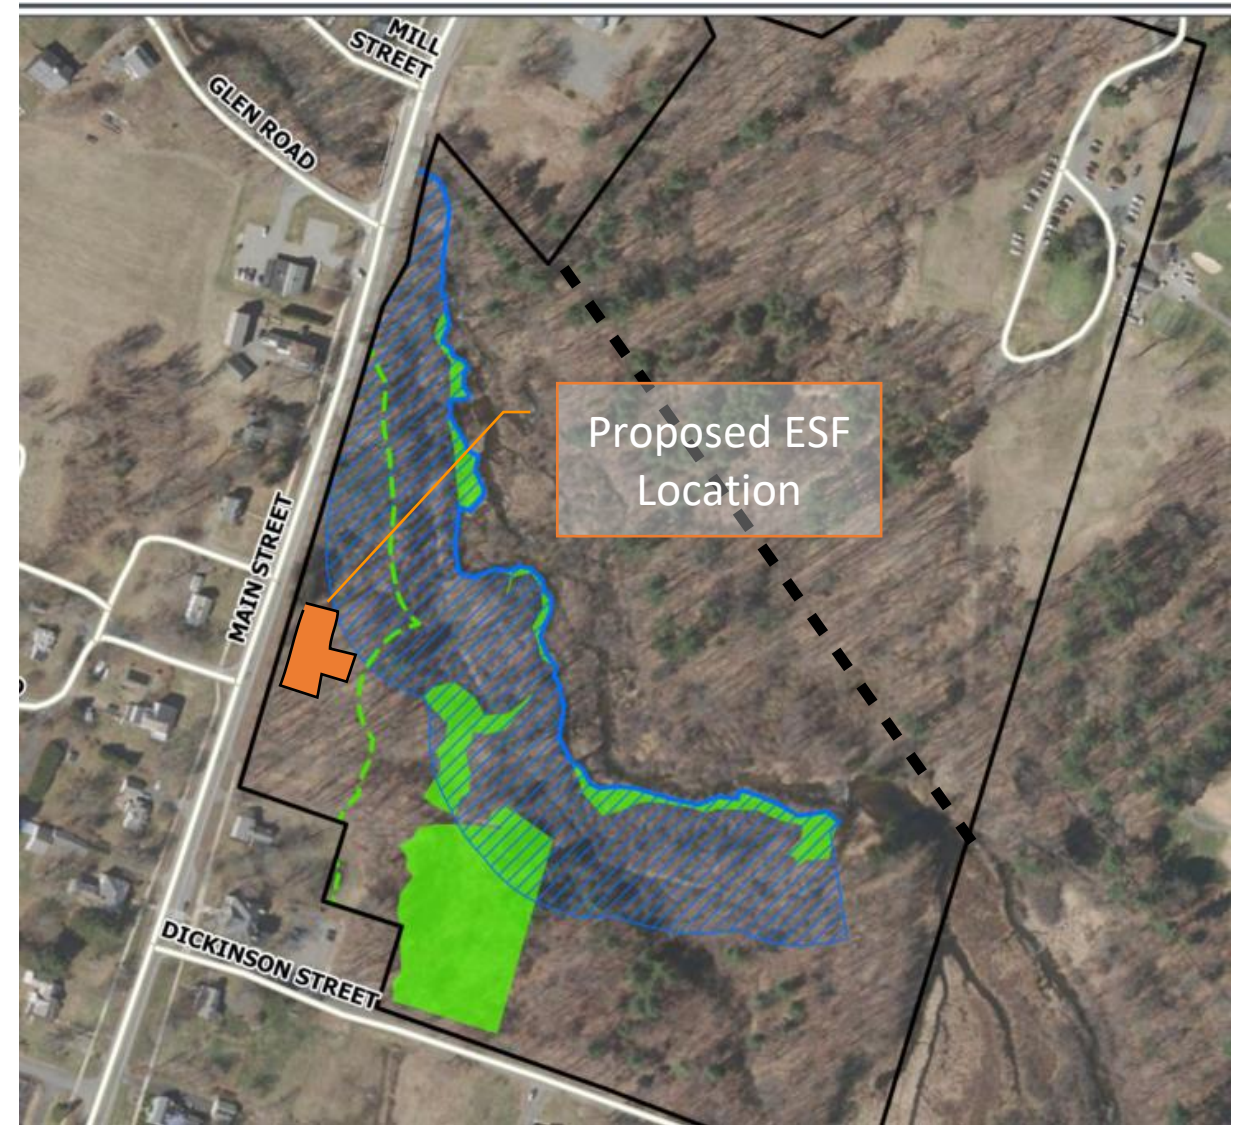 MILL
STREET
GLEN ROAD
Proposed ESF
Location
MAIN STREET
DICKINSON STREET